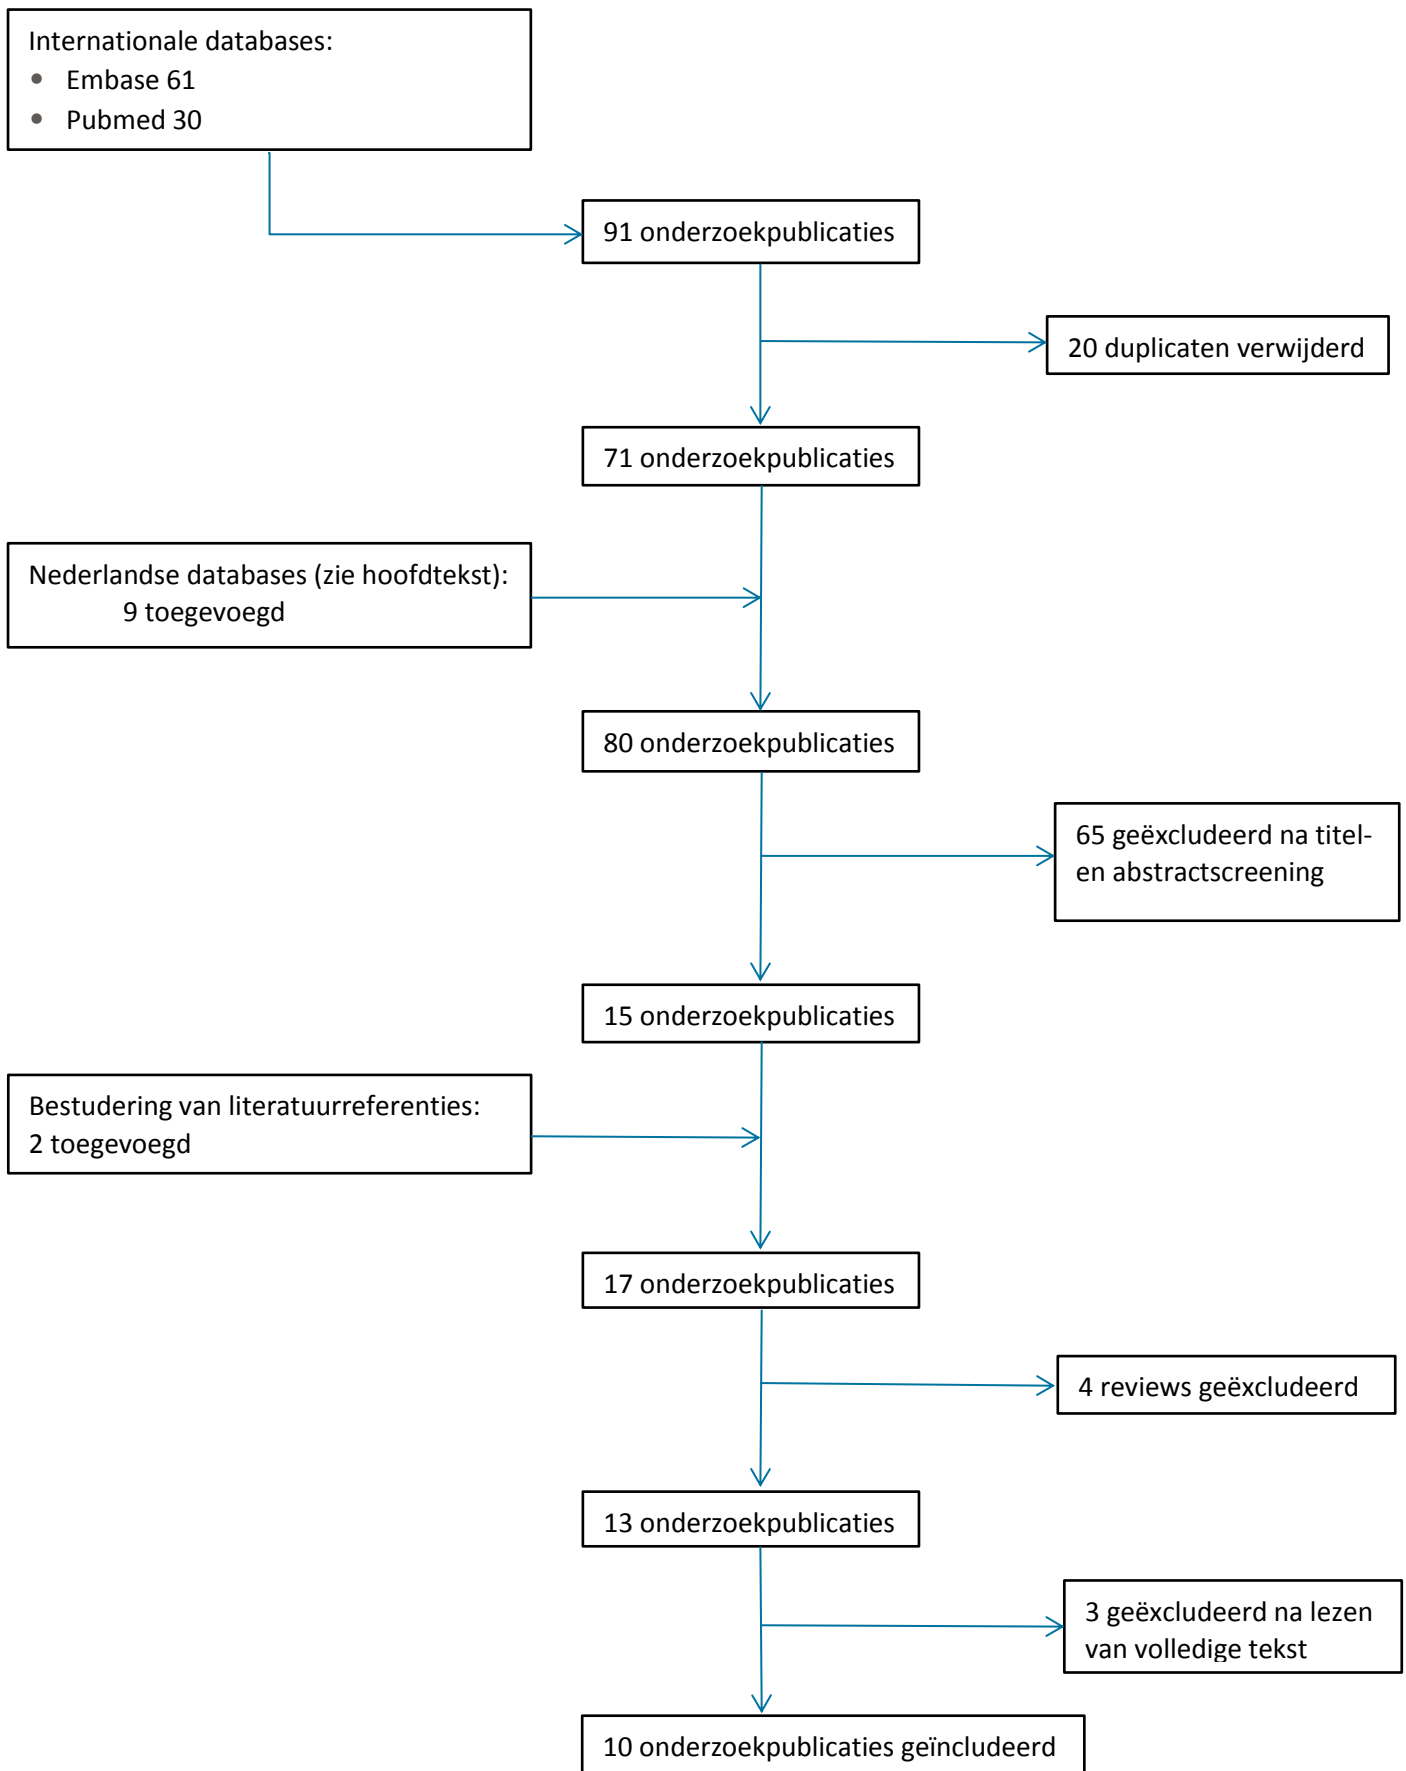 Internationale databases:
• Embase 61
• Pubmed 30
91 onderzoekpublicaties
20 duplicaten verwijderd
71 onderzoekpublicaties
Nederlandse databases (zie hoofdtekst):
9 toegevoegd
80 onderzoekpublicaties
65 geëxcludeerd na titel-
en abstractscreening
15 onderzoekpublicaties
Bestudering van literatuurreferenties:
2 toegevoegd
17 onderzoekpublicaties
4 reviews geëxcludeerd
13 onderzoekpublicaties
3 geëxcludeerd na lezen
van volledige tekst
10 onderzoekpublicaties geïncludeerd